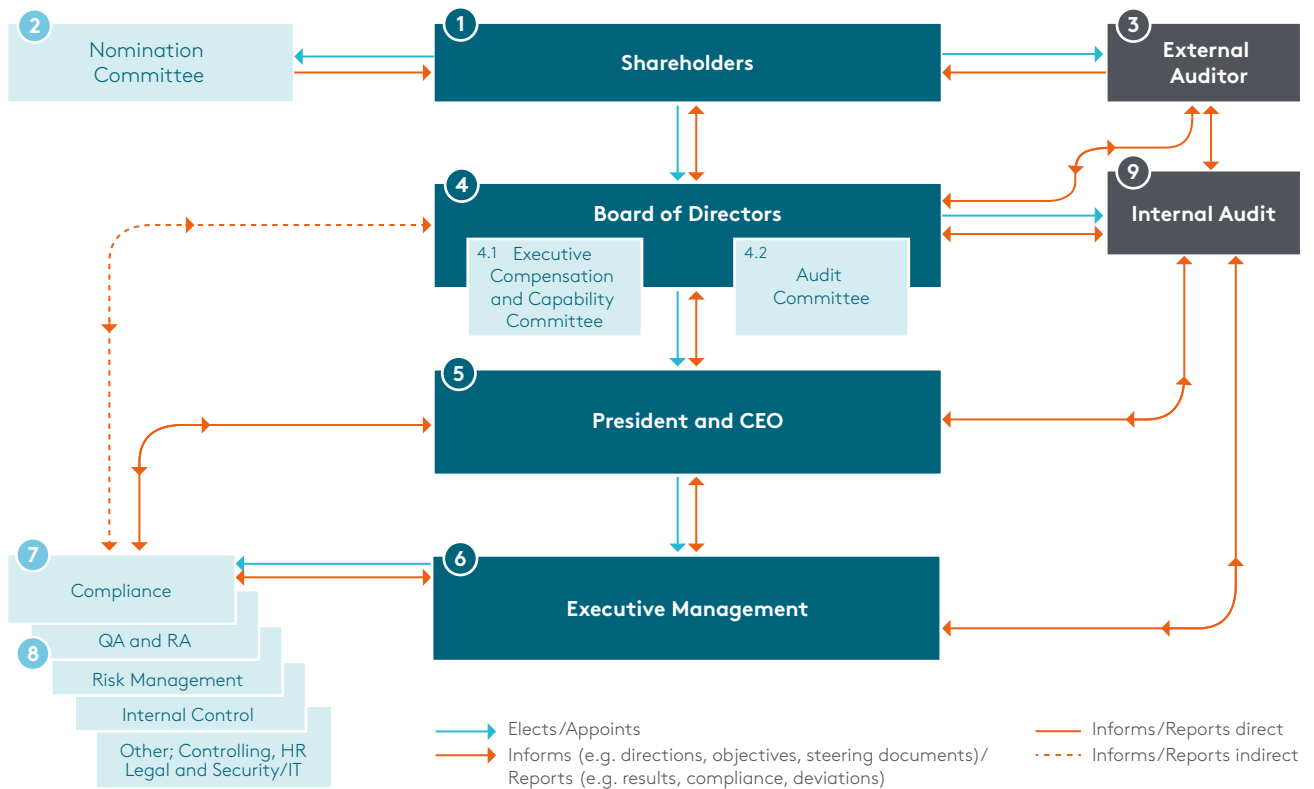 2
Nomination
Committee
1
Shareholders
3
External
Auditor
4
Board of Directors
4.1 Executive
Compensation
and Capability
Committee
4.2
Audit
Committee
9
Internal Audit
5
President and CEO
7
Compliance
6
Executive Management
QA and RA
8
Risk Management
Internal Control
Other; Controlling, HR
Legal and Security/IT
Elects/Appoints
Informs (e.g. directions, objectives, steering documents)/
Reports (e.g. results, compliance, deviations)
Informs/Reports direct
Informs/Reports indirect